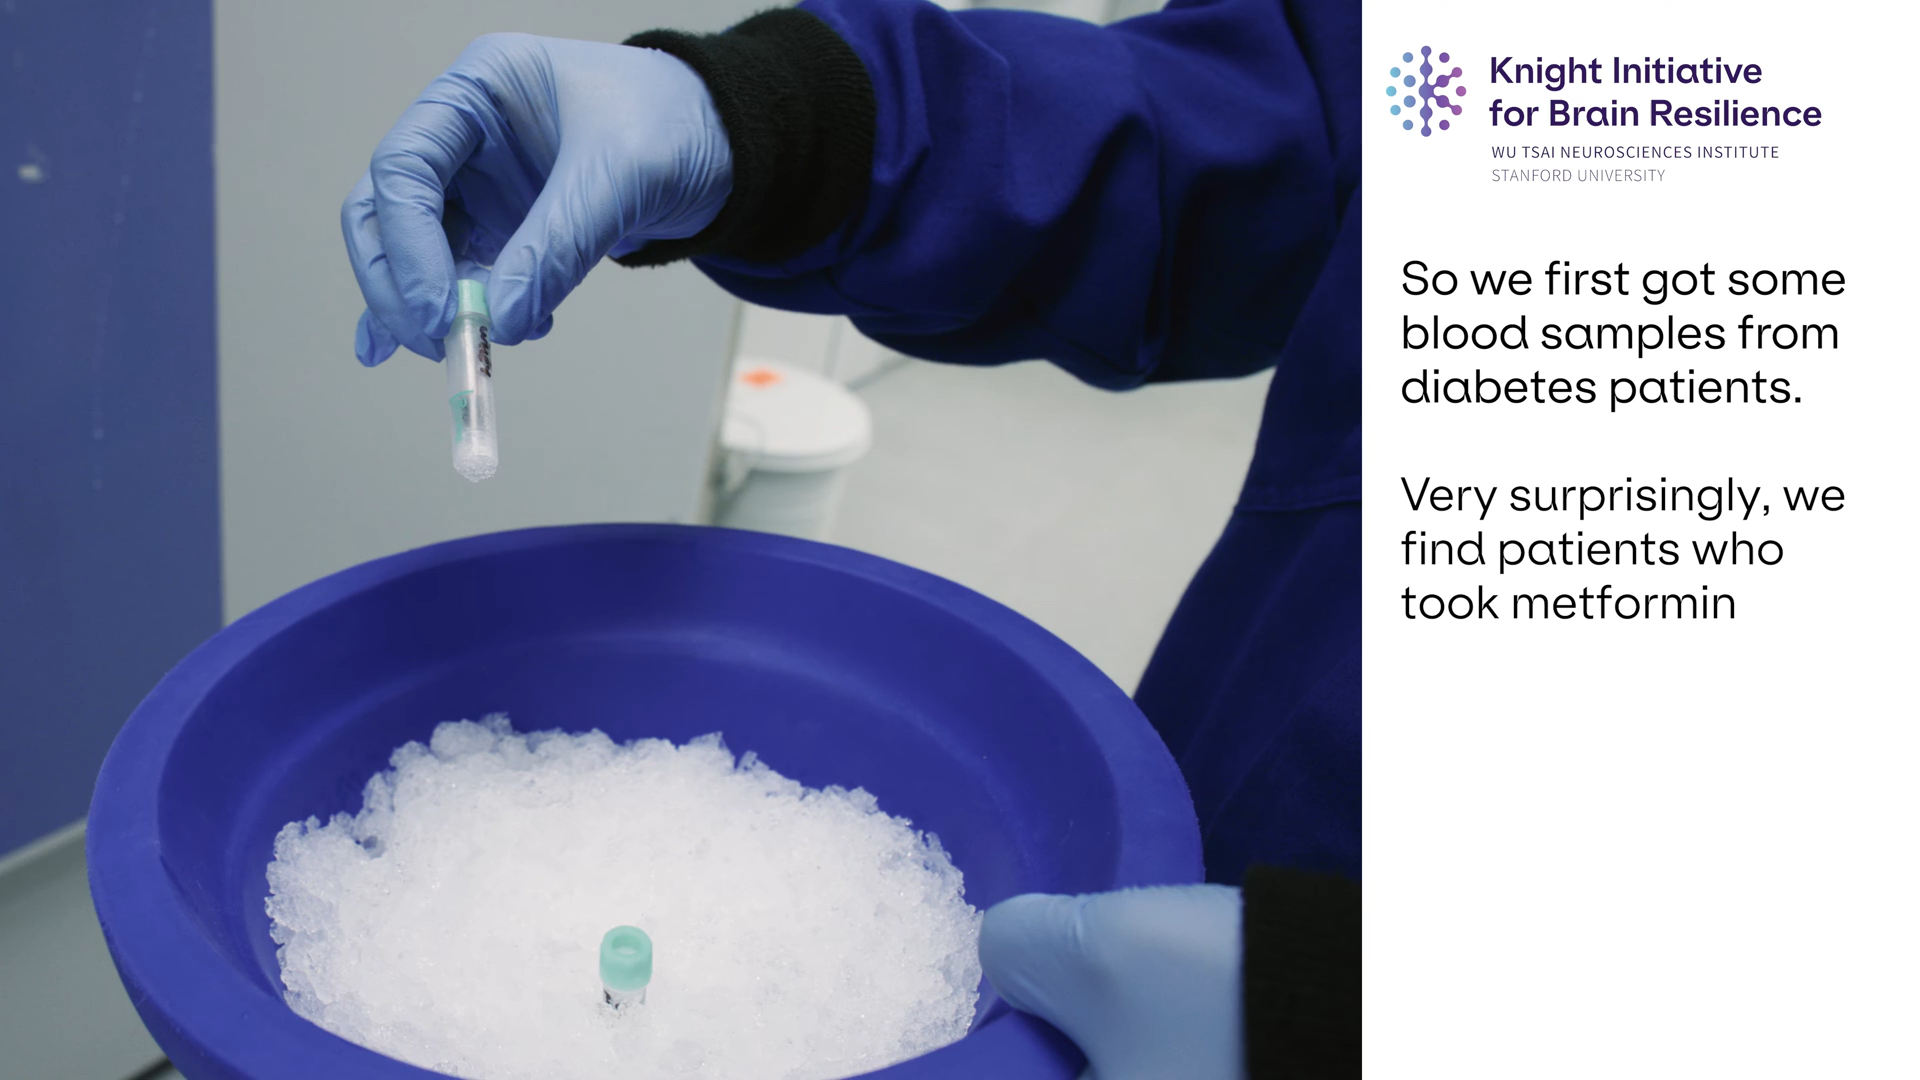 Knight Initiative
for Brain Resilience
WU TSAI NEUROSCIENCES INSTITUTE
STANFORD UNIVERSITY
So we first got some
blood samples from
diabetes patients.
Very surprisingly, we
find patients who
took metformin